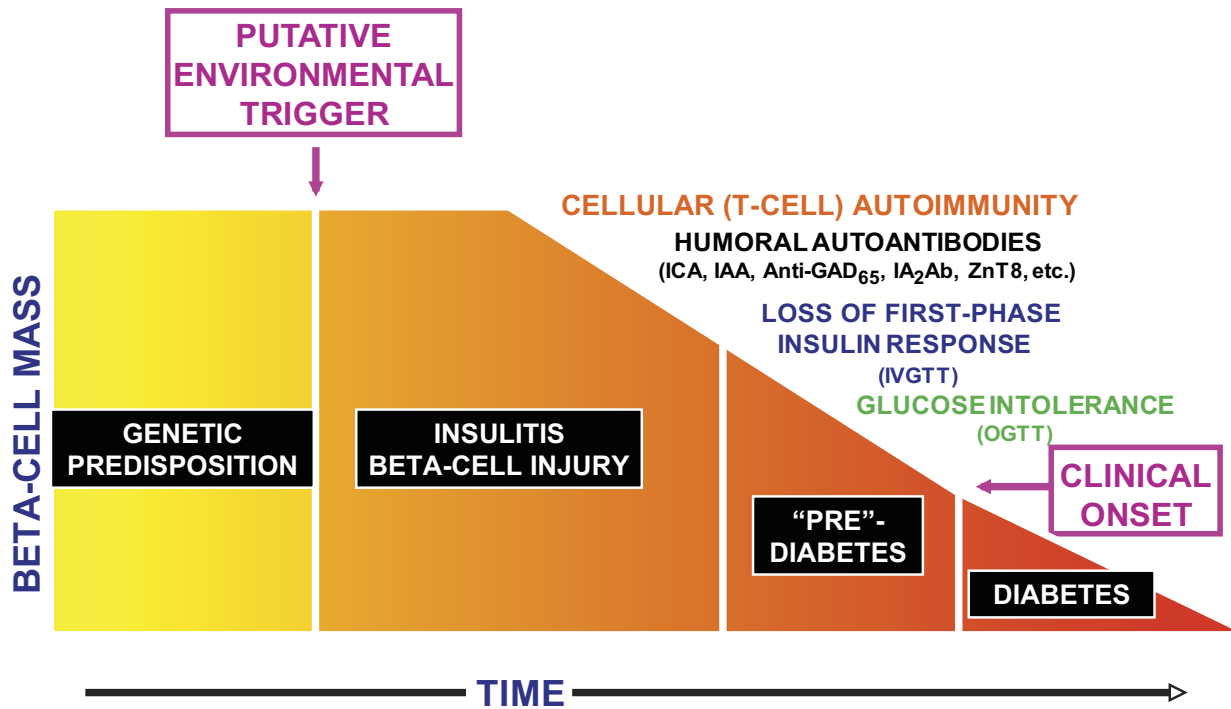 PUTATIVE
ENVIRONMENTAL
TRIGGER
CELLULAR (T-CELL) AUTOIMMUNITY
HUMORAL AUTOANTIBODIES
(ICA, IAA, Anti-GAD65, IA2Ab, ZnT8, etc.)
LOSS OF FIRST-PHASE
INSULIN RESPONSE
(IVGTT)
GLUCOSE INTOLERANCE
(OGTT)
CLINICAL
ONSET
BETA-CELL MASS
GENETIC
PREDISPOSITION
INSULITIS
BETA-CELL INJURY
“PRE”-
DIABETES
DIABETES
TIME